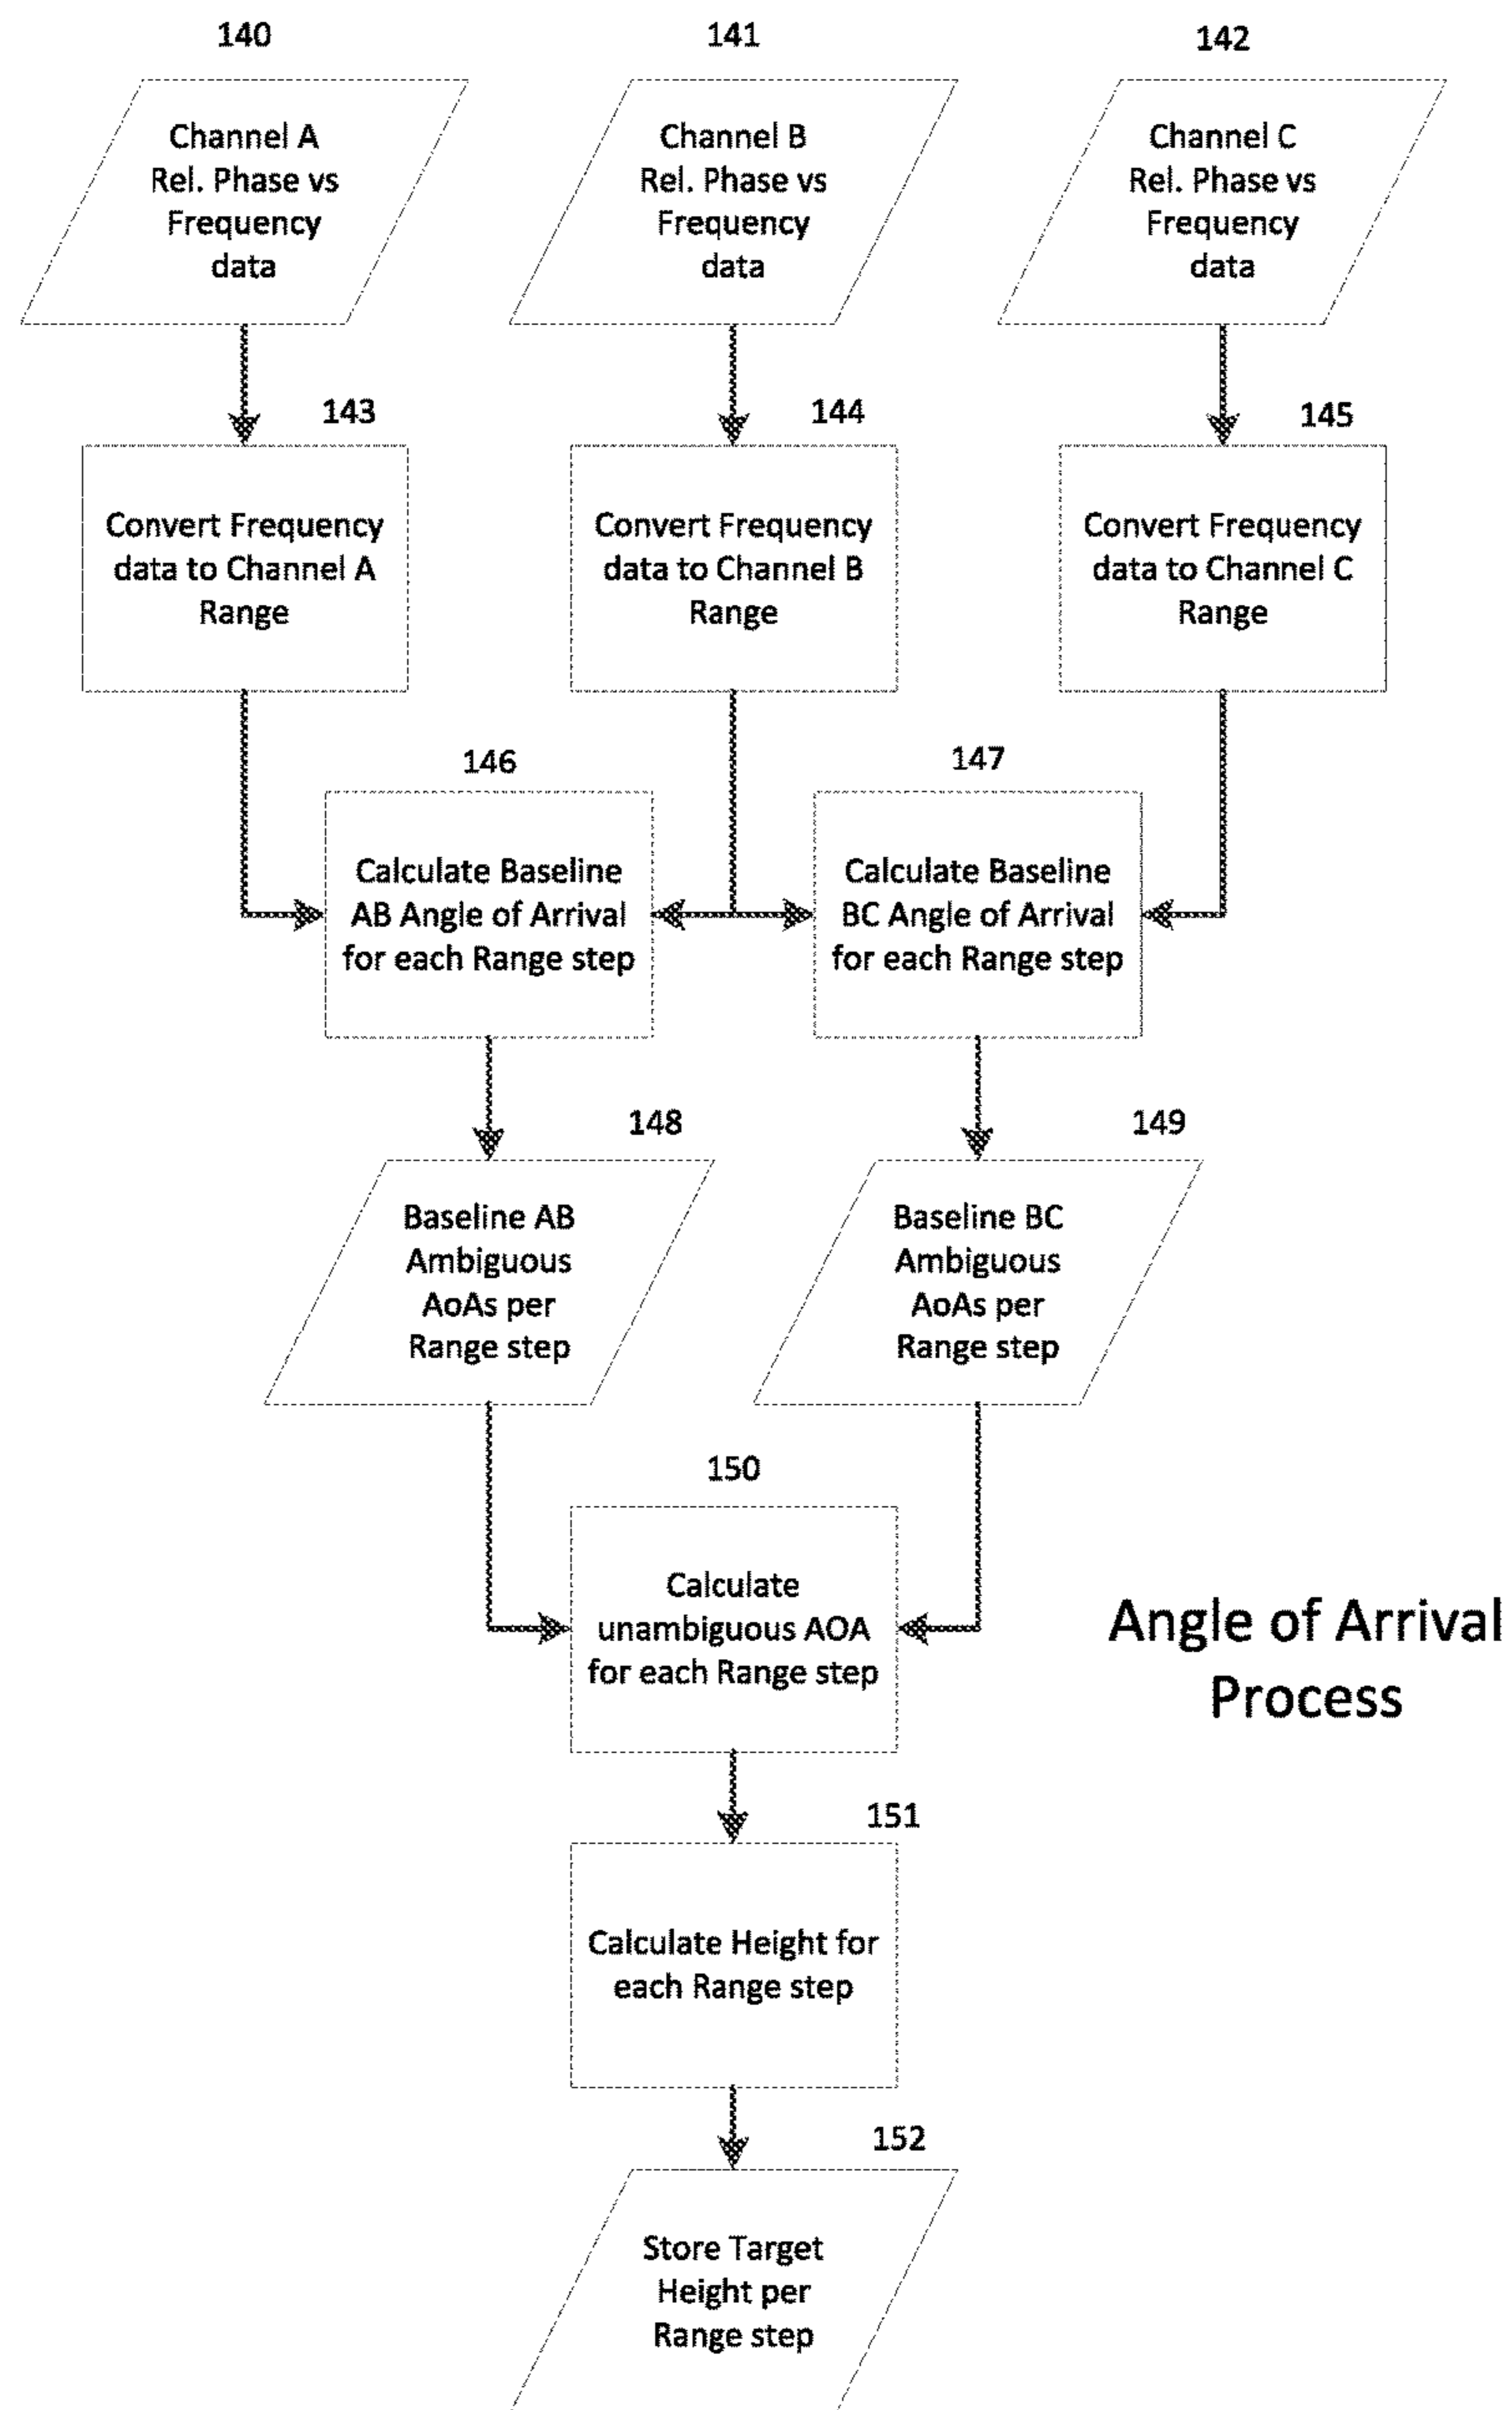 140
141
142
Channel A
Rel. Phase vs
Frequency
data
Channel B
Rel. Phase vs
Frequency
data
Channel C
Rel. Phase vs
Frequency
data
143
144
145
Convert Frequency
data to Channel A
Range
Convert Frequency
data to Channel B
Range
Convert Frequency
data to Channel C
Range
146
147
Calculate Baseline
AB Angle of Arrival
for each Range step
Calculate Baseline
BC Angle of Arrival
for each Range step
148
149
Baseline AB
Ambiguous
AoAs per
Range step
Baseline BC
Ambiguous
AoAs per
Range step
150
Calculate
unambiguous AOA
for each Range step
Angle of Arrival
Process
151
Calculate Height for
each Range step
152
Store Target
Height per
Range step